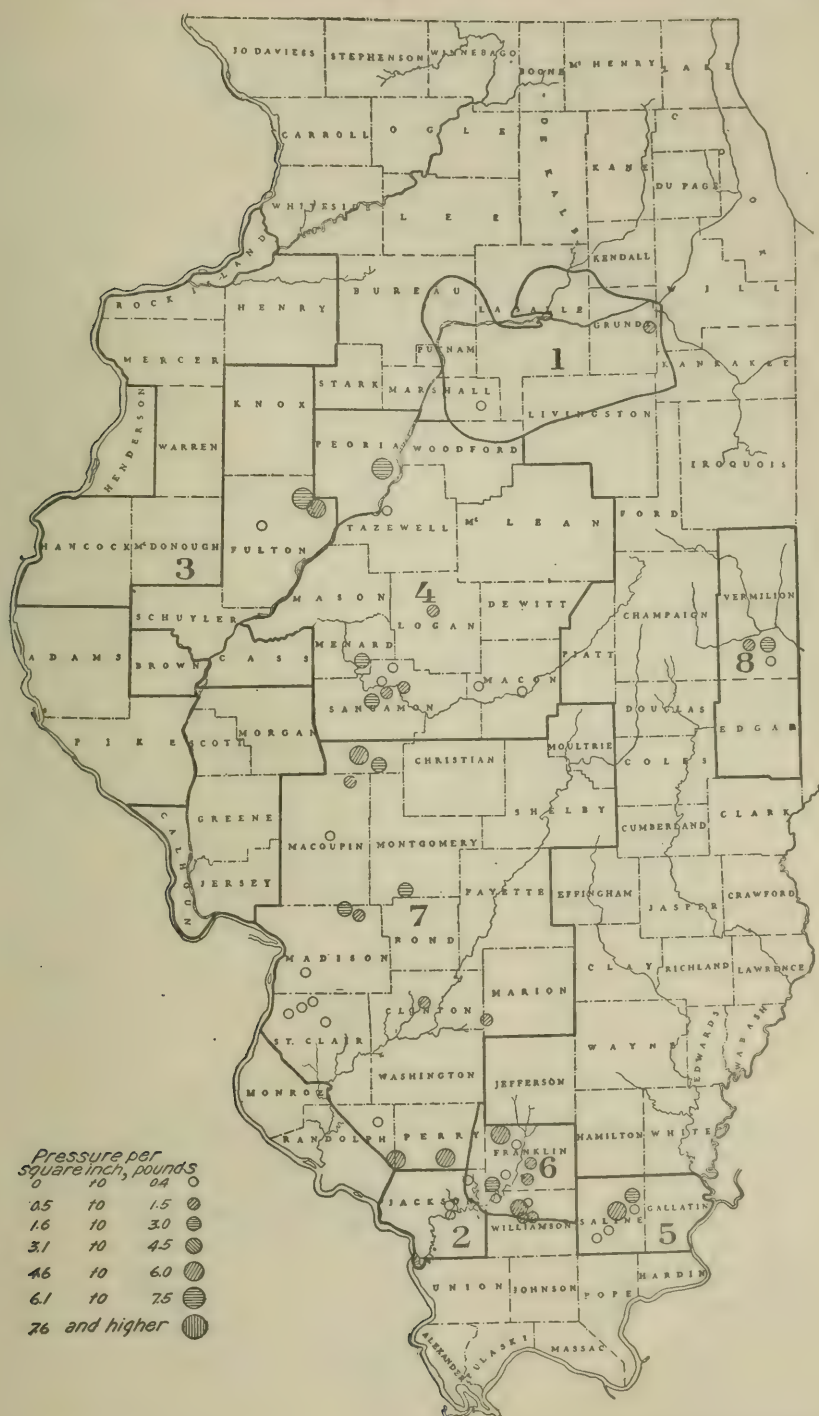 JO DAVIESS
STEPHENSON
WINNEBAGO
BOONE
McHENRY
LAKE
CARROLL
OGLE
DE KALB
KANE
COOK
DU PAGE
WHITESIDE
LEE
KENDALL
ROCK ISLAND
HENRY
BUREAU
LA SALLE
GRUNDY
WILL
MERCER
PUTNAM
1
KANKAKEE
STARK
MARSHALL
KNOX
LIVINGSTON
HENDERSON
WARREN
PEORIA
WOODFORD
IROQUOIS
TAZEWELL
McLEAN
FORD
HANCOCK
McDONOUGH
FULTON
3
MASON
4
LOGAN
DEWITT
CHAMPAIGN
VERMILION
SCHUYLER
MENARD
PIATT
8
ADAMS
BROWN
CASS
MACON
SANGAMON
DOUGLAS
EDGAR
PIKE
SCOTT
MORGAN
CHRISTIAN
MOULTRIE
COLES
SHELBY
GREENE
CUMBERLAND
CLARK
CALHOUN
MACOUPIN
MONTGOMERY
JERSEY
FAYETTE
EFFINGHAM
JASPER
CRAWFORD
7
BOND
MADISON
CLAY
RICHLAND
LAWRENCE
MARION
CLINTON
ST. CLAIR
WAYNE
EDWARDS
WABASH
WASHINGTON
JEFFERSON
MONROE
RANDOLPH
PERRY
FRANKLIN
HAMILTON
WHITE
6
JACKSON
WILLIAMSON
SALINE
GALLATIN
2
5
UNION
JOHNSON
POPE
HARDIN
ALEXANDER
PULASKI
MASSAC
Pressure per
square inch, pounds
0 to 0.4
0.5 to 1.5
1.6 to 3.0
3.1 to 4.5
4.6 to 6.0
6.1 to 7.5
7.6 and higher